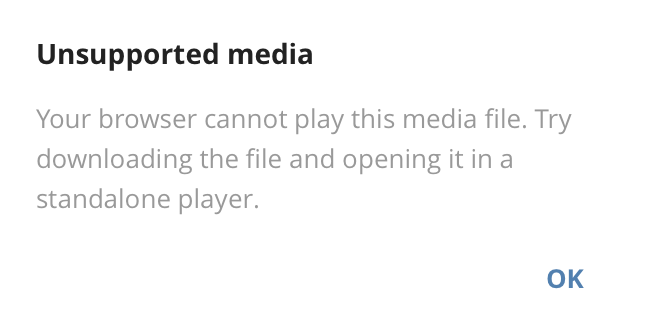 Unsupported media
Your browser cannot play this media file. Try
downloading the file and opening it in a
standalone player.
OK